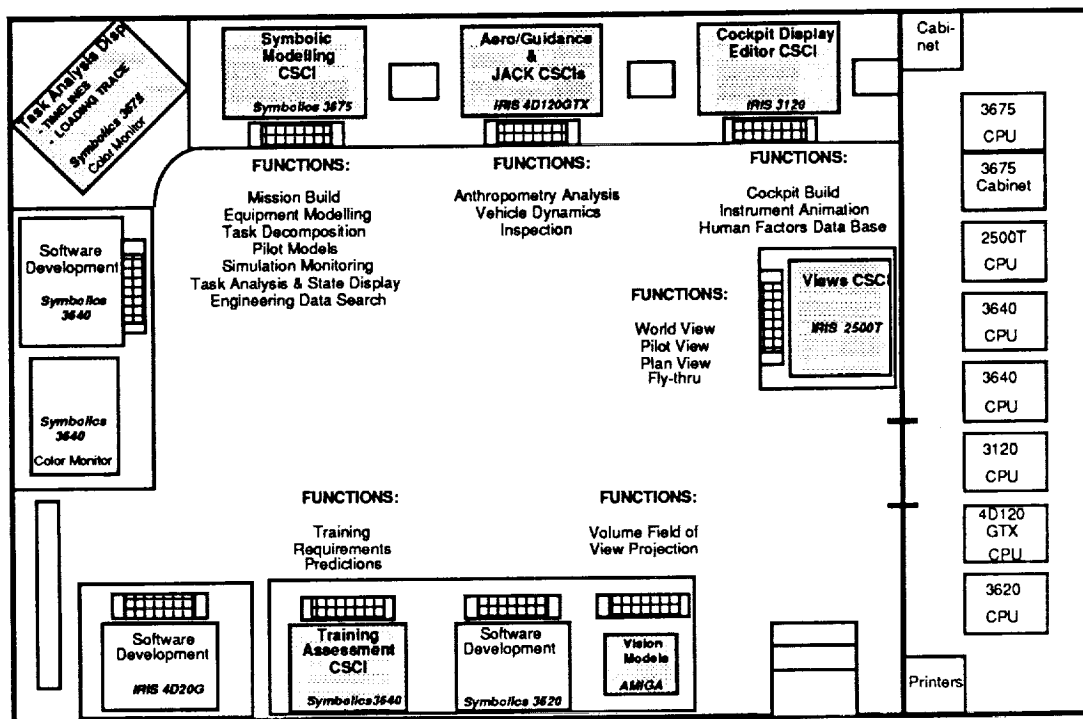 Task Analysis Disp
· TIMELINES
· LOADING TRACE
Symbolics 3675
Color Monitor
Symbolic
Modelling
CSCI
Symbolics 3675
Aero/Guidance
&
JACK CSCIs
IRIS 4D120GTX
Cockpit Display
Editor CSCI
IRIS 3120
Cabi-
net
FUNCTIONS:
Mission Build
Equipment Modelling
Task Decomposition
Pilot Models
Simulation Monitoring
Task Analysis & State Display
Engineering Data Search
FUNCTIONS:
Anthropometry Analysis
Vehicle Dynamics
Inspection
FUNCTIONS:
Cockpit Build
Instrument Animation
Human Factors Data Base
3675
CPU
3675
Cabinet
2500T
CPU
3640
CPU
3640
CPU
3120
CPU
4D120
GTX
CPU
3620
CPU
Software
Development
Symbolics
3640
Symbolics
3640
Color Monitor
FUNCTIONS:
World View
Pilot View
Plan View
Fly-thru
Views CSCI
IRIS 2500T
FUNCTIONS:
Training
Requirements
Predictions
FUNCTIONS:
Volume Field of
View Projection
Software
Development
IRIS 4D20G
Training
Assessment
CSCI
Symbolics3640
Software
Development
Symbolics 3620
Vision
Models
AMIGA
Printers